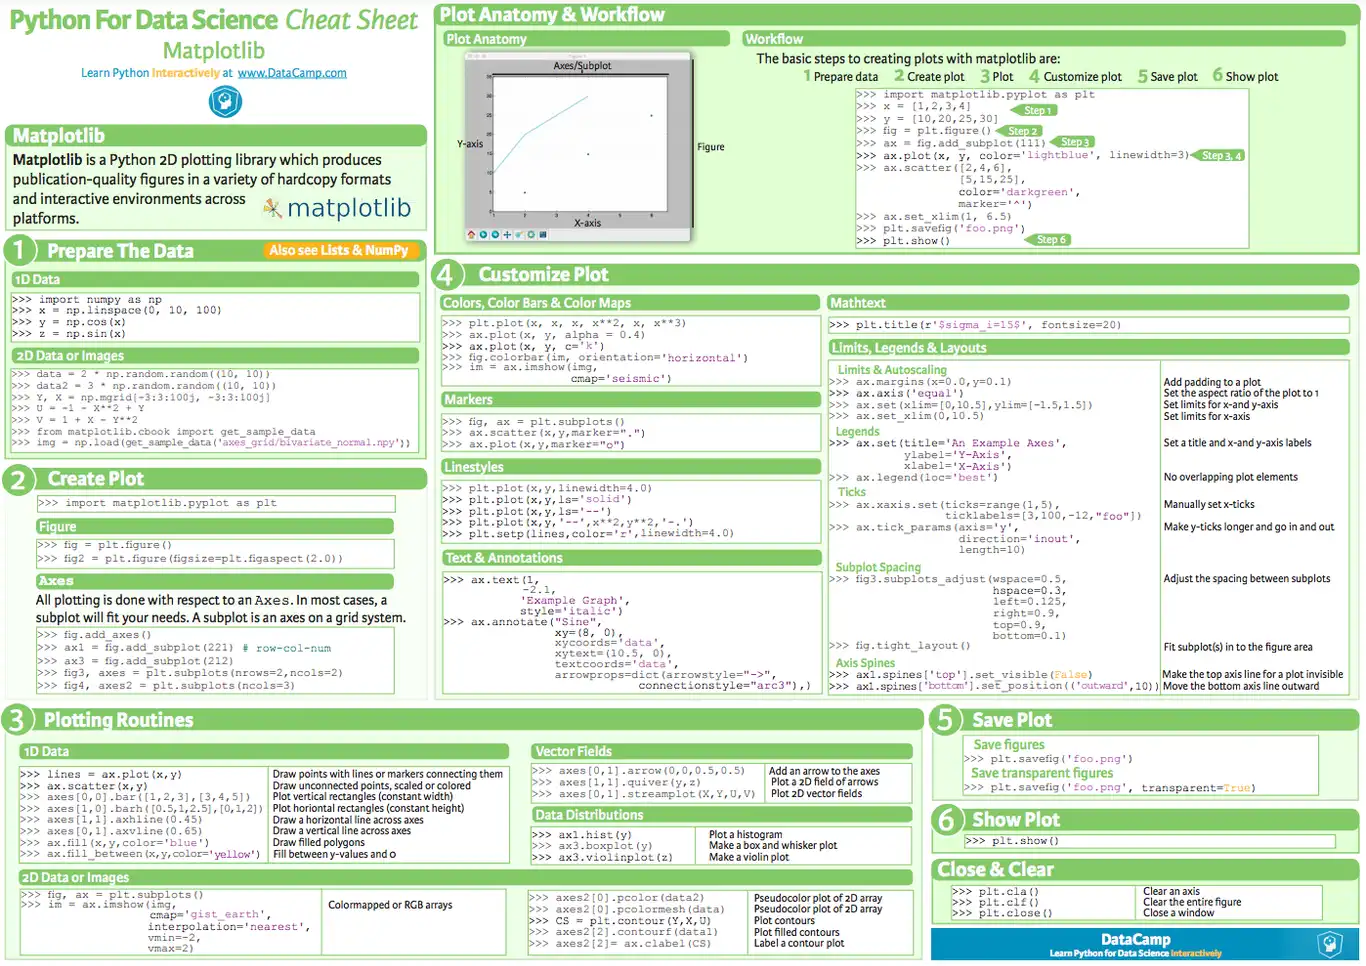 Python For Data Science Cheat Sheet
Matplotlib
Learn Python Interactively at www.DataCamp.com
Matplotlib
Matplotlib is a Python 2D plotting library which produces
publication-quality figures in a variety of hardcopy formats
and interactive environments across
platforms.
matplotlib
1 Prepare The Data
Also see Lists & NumPy
1D Data
>>> import numpy as np
>>> x = np.linspace(0, 10, 100)
>>> y = np.cos(x)
>>> z = np.sin(x)
2D Data or Images
>>> data = 2 * np.random.random((10, 10))
>>> data2 = 3 * np.random.random((10, 10))
>>> Y, X = np.mgrid[-3:3:100j, -3:3:100j]
>>> U = -1 - X**2 + Y
>>> V = 1 + X - Y**2
>>> from matplotlib.cbook import get_sample_data
>>> img = np.load(get_sample_data('axes_grid/bivariate_normal.npy'))
2 Create Plot
>>> import matplotlib.pyplot as plt
Figure
>>> fig = plt.figure()
>>> fig2 = plt.figure(figsize=plt.figaspect(2.0))
Axes
All plotting is done with respect to an Axes. In most cases, a
subplot will fit your needs. A subplot is an axes on a grid system.
>>> fig.add_axes()
>>> ax1 = fig.add_subplot(221) # row-col-num
>>> ax3 = fig.add_subplot(212)
>>> fig3, axes = plt.subplots(nrows=2,ncols=2)
>>> fig4, axes2 = plt.subplots(ncols=3)
Plot Anatomy & Workflow
Plot Anatomy
Axes/Subplot
Y-axis
Figure
X-axis
Workflow
The basic steps to creating plots with matplotlib are:
1 Prepare data 2 Create plot 3 Plot 4 Customize plot 5 Save plot 6 Show plot
>>> import matplotlib.pyplot as plt
>>> x = [1,2,3,4]
Step 1
>>> y = [10,20,25,30]
>>> fig = plt.figure() Step 2
>>> ax = fig.add_subplot(111) Step 3
>>> ax.plot(x, y, color='lightblue', linewidth=3) Step 3, 4
>>> ax.scatter([2,4,6],
[5,15,25],
color='darkgreen',
marker='^')
>>> ax.set_xlim(1, 6.5)
>>> plt.savefig('foo.png')
>>> plt.show() Step 6
4 Customize Plot
Colors, Color Bars & Color Maps
>>> plt.plot(x, x, x, x**2, x, x**3)
>>> ax.plot(x, y, alpha = 0.4)
>>> ax.plot(x, y, c='k')
>>> fig.colorbar(im, orientation='horizontal')
>>> im = ax.imshow(img,
cmap='seismic')
Markers
>>> fig, ax = plt.subplots()
>>> ax.scatter(x,y,marker=".")
>>> ax.plot(x,y,marker="o")
Linestyles
>>> plt.plot(x,y,linewidth=4.0)
>>> plt.plot(x,y,ls='solid')
>>> plt.plot(x,y,ls='--')
>>> plt.plot(x,y,'--',x**2,y**2,'-.')
>>> plt.setp(lines,color='r',linewidth=4.0)
Text & Annotations
>>> ax.text(1,
-2.1,
'Example Graph',
style='italic')
>>> ax.annotate("Sine",
xy=(8, 0),
xycoords='data',
xytext=(10.5, 0),
textcoords='data',
arrowprops=dict(arrowstyle="->",
connectionstyle="arc3"),)
Mathtext
>>> plt.title(r'$sigma_i=15$', fontsize=20)
Limits, Legends & Layouts
Limits & Autoscaling
>>> ax.margins(x=0.0,y=0.1) Add padding to a plot
>>> ax.axis('equal') Set the aspect ratio of the plot to 1
>>> ax.set(xlim=[0,10.5],ylim=[-1.5,1.5]) Set limits for x-and y-axis
>>> ax.set_xlim(0,10.5) Set limits for x-axis
Legends
>>> ax.set(title='An Example Axes', Set a title and x-and y-axis labels
ylabel='Y-Axis',
xlabel='X-Axis')
>>> ax.legend(loc='best') No overlapping plot elements
Ticks
>>> ax.xaxis.set(ticks=range(1,5), Manually set x-ticks
ticklabels=[3,100,-12,"foo"])
>>> ax.tick_params(axis='y', Make y-ticks longer and go in and out
direction='inout',
length=10)
Subplot Spacing
>>> fig3.subplots_adjust(wspace=0.5, Adjust the spacing between subplots
hspace=0.3,
left=0.125,
right=0.9,
top=0.9,
bottom=0.1)
>>> fig.tight_layout() Fit subplot(s) in to the figure area
Axis Spines
>>> ax1.spines['top'].set_visible(False) Make the top axis line for a plot invisible
>>> ax1.spines['bottom'].set_position(('outward',10)) Move the bottom axis line outward
3 Plotting Routines
1D Data
>>> lines = ax.plot(x,y) Draw points with lines or markers connecting them
>>> ax.scatter(x,y) Draw unconnected points, scaled or colored
>>> axes[0,0].bar([1,2,3],[3,4,5]) Plot vertical rectangles (constant width)
>>> axes[1,0].barh([0.5,1,2.5],[0,1,2]) Plot horiontal rectangles (constant height)
>>> axes[1,1].axhline(0.45) Draw a horizontal line across axes
>>> axes[0,1].axvline(0.65) Draw a vertical line across axes
>>> ax.fill(x,y,color='blue') Draw filled polygons
>>> ax.fill_between(x,y,color='yellow') Fill between y-values and 0
Vector Fields
>>> axes[0,1].arrow(0,0,0.5,0.5) Add an arrow to the axes
>>> axes[1,1].quiver(y,z) Plot a 2D field of arrows
>>> axes[0,1].streamplot(X,Y,U,V) Plot 2D vector fields
Data Distributions
>>> ax1.hist(y) Plot a histogram
>>> ax3.boxplot(y) Make a box and whisker plot
>>> ax3.violinplot(z) Make a violin plot
2D Data or Images
>>> fig, ax = plt.subplots()
>>> im = ax.imshow(img, Colormapped or RGB arrays
cmap='gist_earth',
interpolation='nearest',
vmin=-2,
vmax=2)
>>> axes2[0].pcolor(data2) Pseudocolor plot of 2D array
>>> axes2[0].pcolormesh(data) Pseudocolor plot of 2D array
>>> CS = plt.contour(Y,X,U) Plot contours
>>> axes2[2].contourf(data1) Plot filled contours
>>> axes2[2]= ax.clabel(CS) Label a contour plot
5 Save Plot
Save figures
>>> plt.savefig('foo.png')
Save transparent figures
>>> plt.savefig('foo.png', transparent=True)
6 Show Plot
>>> plt.show()
Close & Clear
>>> plt.cla() Clear an axis
>>> plt.clf() Clear the entire figure
>>> plt.close() Close a window
DataCamp
Learn Python for Data Science Interactively